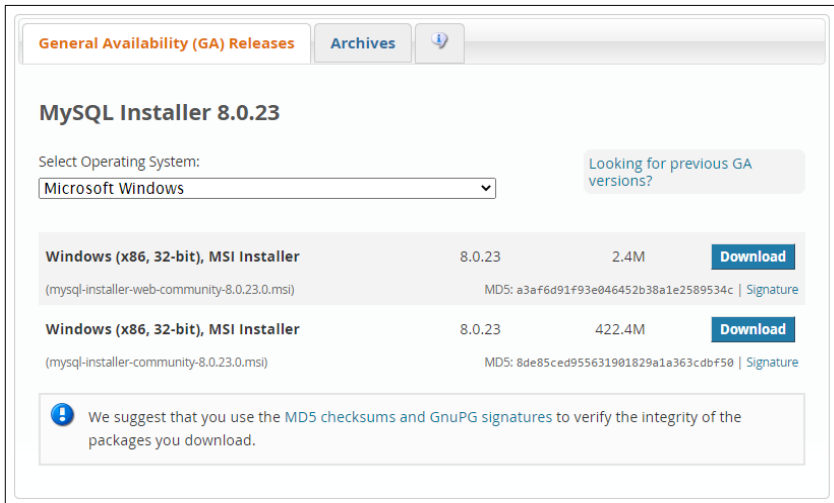 General Availability (GA) Releases
Archives
MySQL Installer 8.0.23
Select Operating System:
Looking for previous GA
versions?
Microsoft Windows
Windows (x86, 32-bit), MSI Installer 8.0.23 2.4M Download
(mysql-installer-web-community-8.0.23.0.msi) MD5: a3af6d91f93e046452b38a1e2589534c | Signature
Windows (x86, 32-bit), MSI Installer 8.0.23 422.4M Download
(mysql-installer-community-8.0.23.0.msi) MD5: 8de85ced955631901829a1a363cdbf50 | Signature
We suggest that you use the MD5 checksums and GnuPG signatures to verify the integrity of the
packages you download.